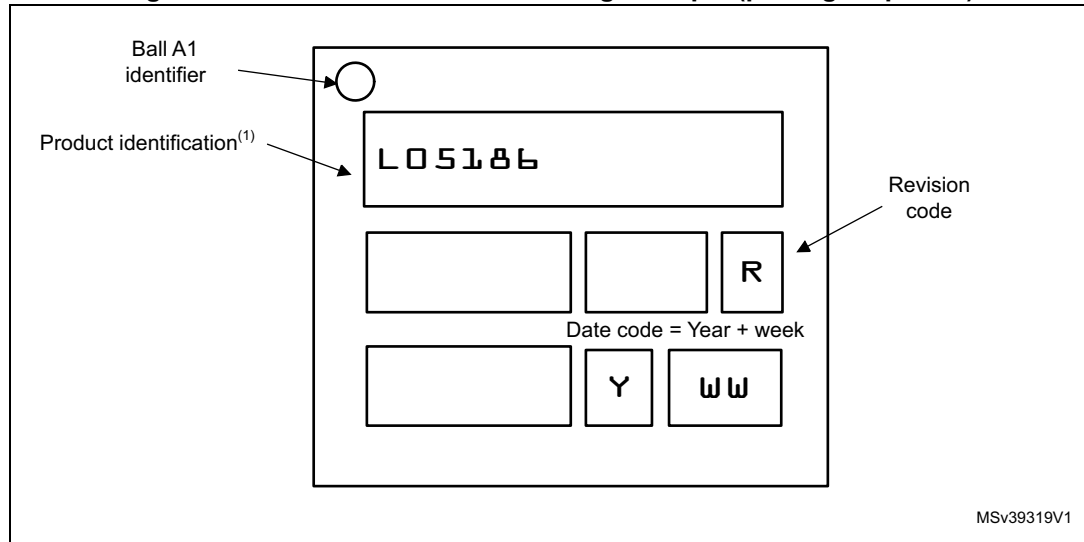 Ball A1
identifier
Product identification(1)
L05186
Revision
code
R
Date code = Year + week
Y WW
MSv39319V1